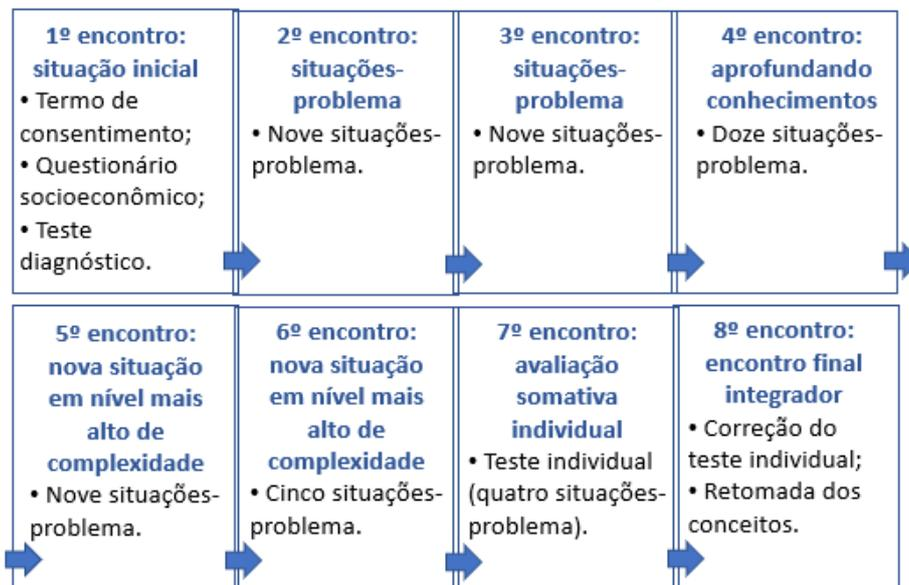 1º encontro:
situação inicial
• Termo de
consentimento;
• Questionário
socioeconômico;
• Teste
diagnóstico.
2º encontro:
situações-
problema
• Nove situações-
problema.
3º encontro:
situações-
problema
• Nove situações-
problema.
4º encontro:
aprofundando
conhecimentos
• Doze situações-
problema.
5º encontro:
nova situação
em nível mais
alto de
complexidade
• Nove situações-
problema.
6º encontro:
nova situação
em nível mais
alto de
complexidade
• Cinco situações-
problema.
7º encontro:
avaliação
somativa
individual
• Teste individual
(quatro situações-
problema).
8º encontro:
encontro final
integrador
• Correção do
teste individual;
• Retomada dos
conceitos.